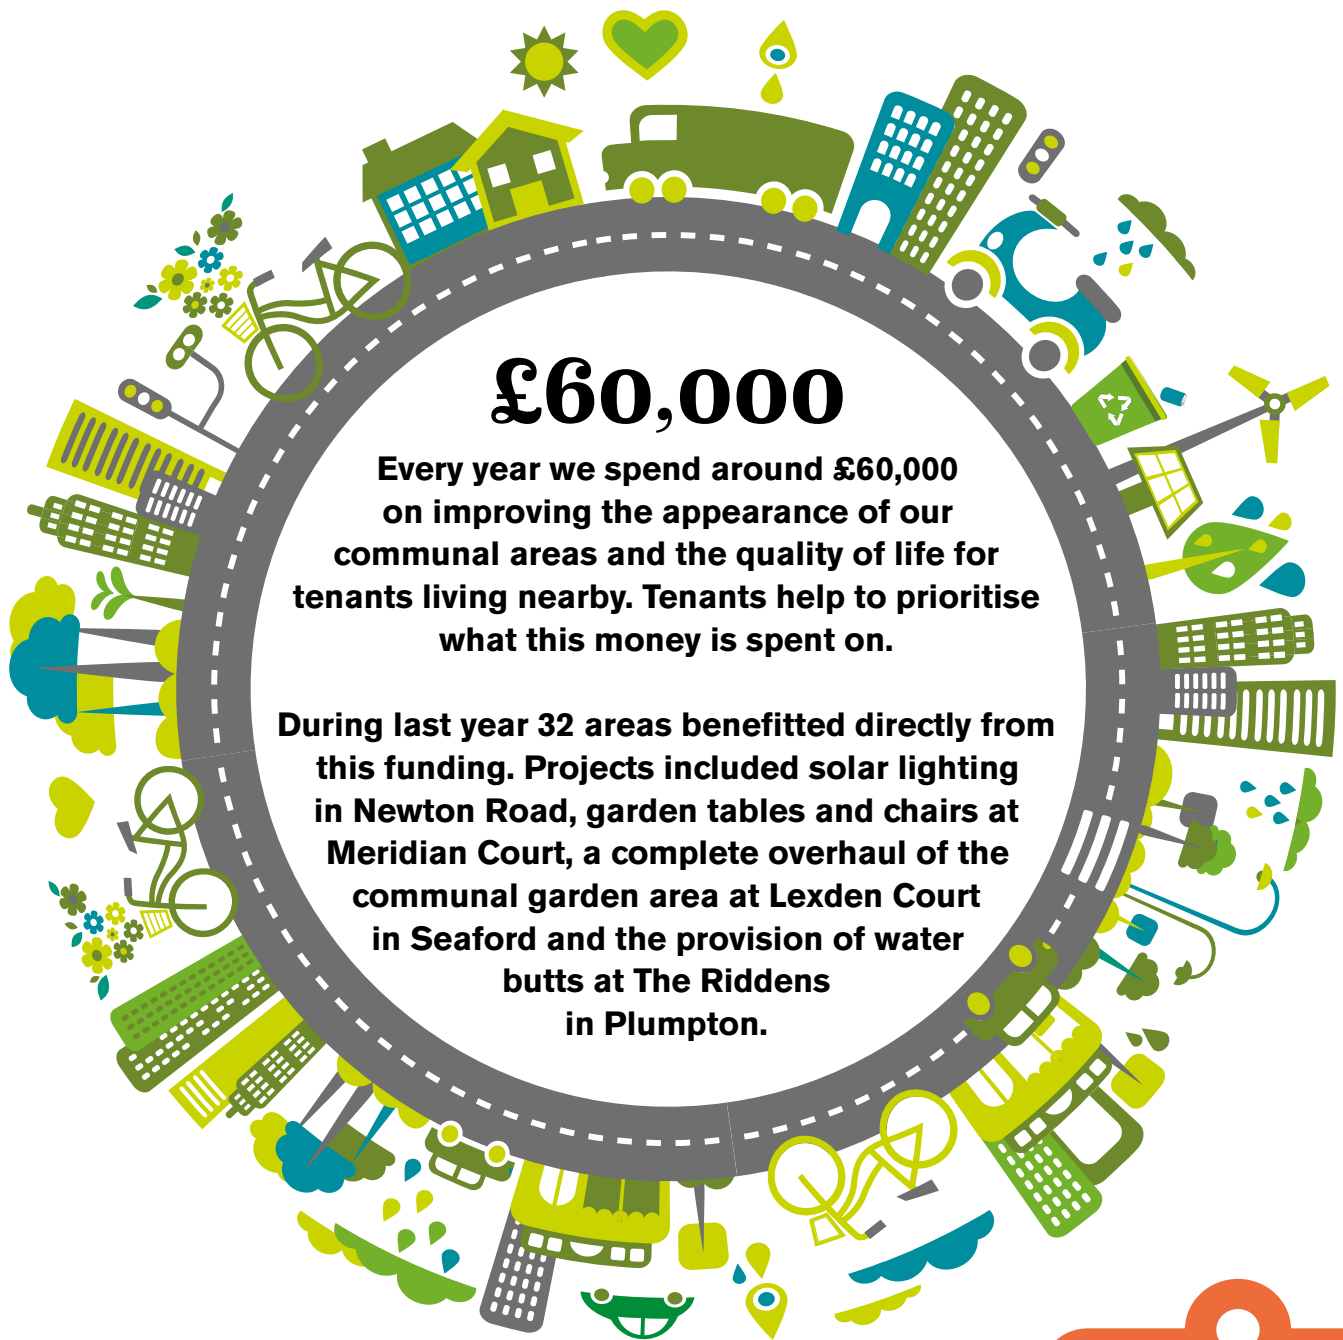 £60,000
Every year we spend around £60,000
on improving the appearance of our
communal areas and the quality of life for
tenants living nearby. Tenants help to prioritise
what this money is spent on.
During last year 32 areas benefitted directly from
this funding. Projects included solar lighting
in Newton Road, garden tables and chairs at
Meridian Court, a complete overhaul of the
communal garden area at Lexden Court
in Seaford and the provision of water
butts at The Riddens
in Plumpton.